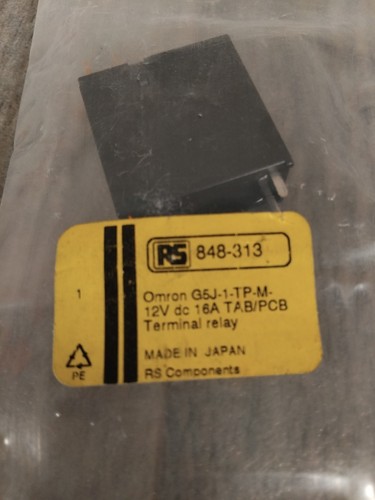 RS 848-313
1
Omron G5J-1-TP-M-
12V dc 16A TAB/PCB
Terminal relay
MADE IN JAPAN
RS Components
PE